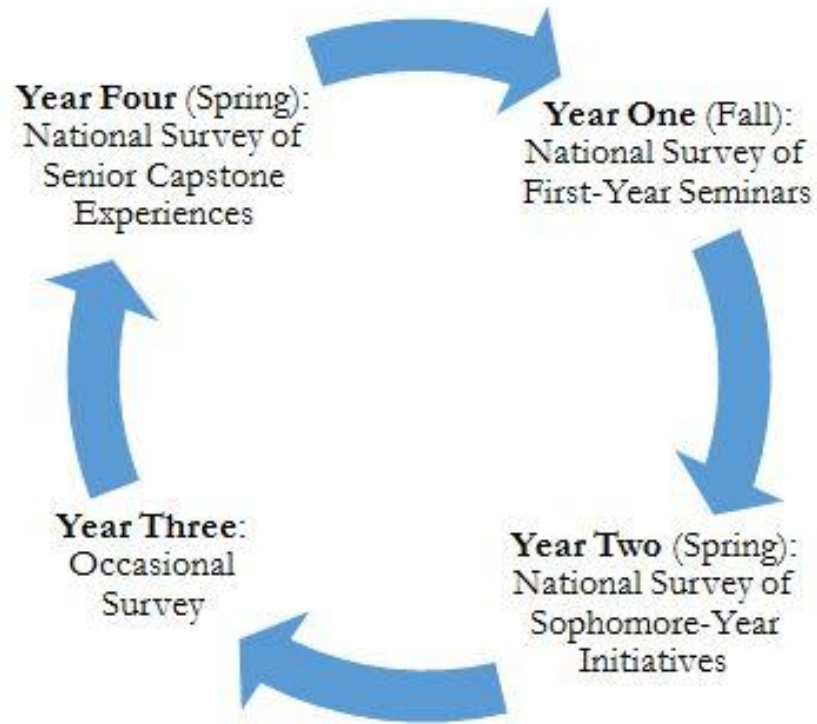 Year One (Fall):
National Survey of
First-Year Seminars
Year Two (Spring):
National Survey of
Sophomore-Year
Initiatives
Year Three:
Occasional
Survey
Year Four (Spring):
National Survey of
Senior Capstone
Experiences